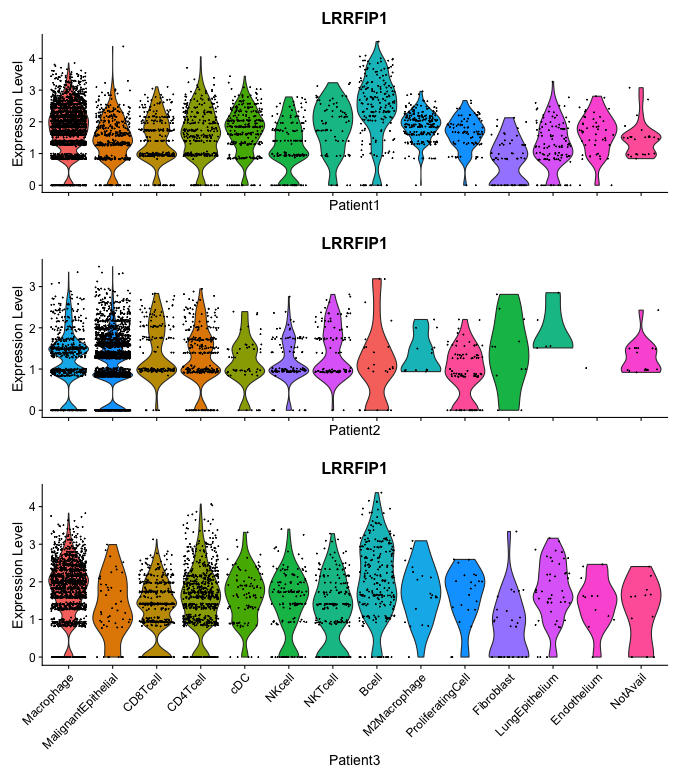 LRRFIP1
Expression Level
4
3
2
1
0
Patient1
LRRFIP1
Expression Level
3
2
1
0
Patient2
LRRFIP1
Expression Level
4
3
2
1
0
Macrophage
MalignantEpithelial
CD8Tcell
CD4Tcell
cDC
NKcell
NKTcell
Bcell
M2Macrophage
ProliferatingCell
Fibroblast
LungEpithelium
Endothelium
NotAvail
Patient3